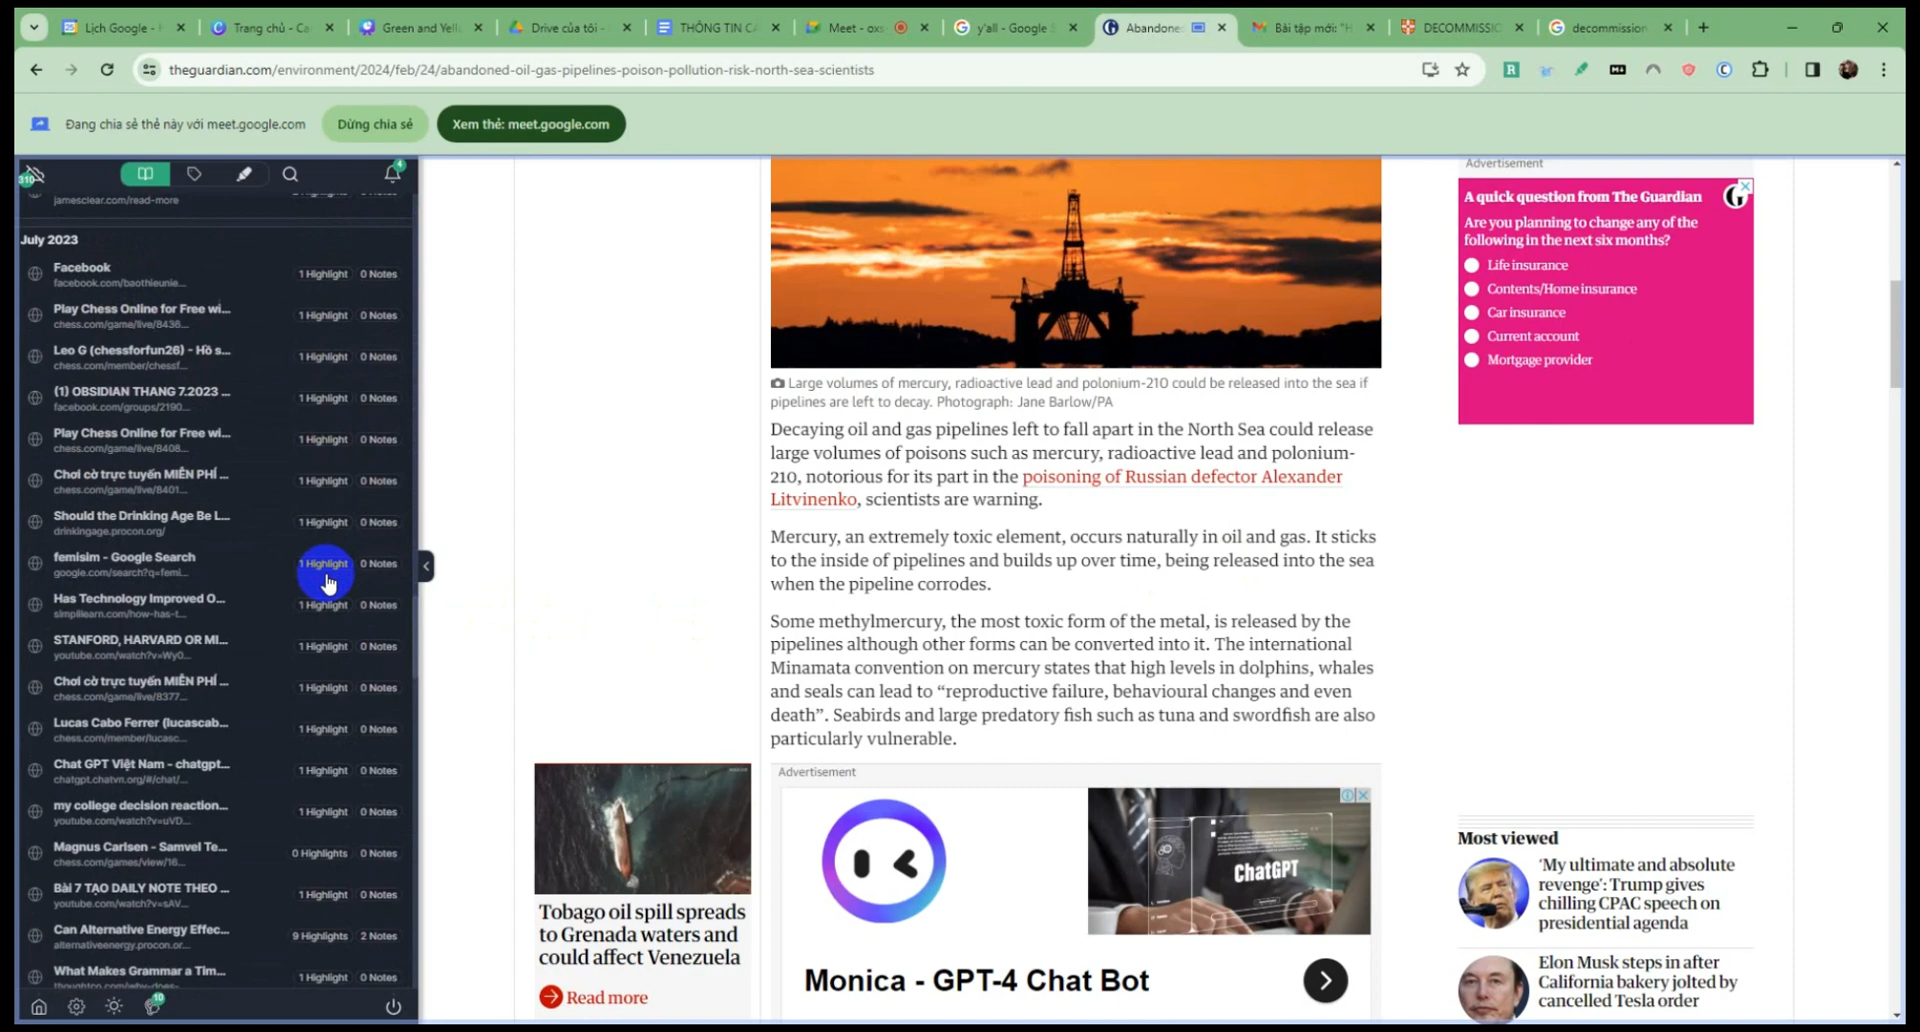 Lịch Google -
Trang chủ - Ca
Green and Yell
Drive của tôi -
THÔNG TIN C
Meet - oxs
y'all - Google S
Abandone
Bài tập mới: "H
DECOMMISSIO
decommission
theguardian.com/environment/2024/feb/24/abandoned-oil-gas-pipelines-poison-pollution-risk-north-sea-scientists
Đang chia sẻ thẻ này với meet.google.com
Dừng chia sẻ
Xem thẻ: meet.google.com
310
4
jamesclear.com/read-more
July 2023
Facebook
facebook.com/baothieunie...
1 Highlight 0 Notes
Play Chess Online for Free wi...
chess.com/game/live/8436...
1 Highlight 0 Notes
Leo G (chessforfun26) - Hồ s...
chess.com/member/chessf...
1 Highlight 0 Notes
(1) OBSIDIAN THANG 7.2023 ...
facebook.com/groups/2190...
1 Highlight 0 Notes
Play Chess Online for Free wi...
chess.com/game/live/8408...
1 Highlight 0 Notes
Chơi cờ trực tuyến MIỄN PHÍ ...
chess.com/game/live/8401...
1 Highlight 0 Notes
Should the Drinking Age Be L...
drinkingage.procon.org/
1 Highlight 0 Notes
femisim - Google Search
google.com/search?q=femi...
1 Highlight 0 Notes
Has Technology Improved O...
simplilearn.com/how-has-t...
1 Highlight 0 Notes
STANFORD, HARVARD OR MI...
youtube.com/watch?v=Wy0...
1 Highlight 0 Notes
Chơi cờ trực tuyến MIỄN PHÍ ...
chess.com/game/live/8377...
1 Highlight 0 Notes
Lucas Cabo Ferrer (lucascab...
chess.com/member/lucasc...
1 Highlight 0 Notes
Chat GPT Việt Nam - chatgpt...
chatgpt.chatvn.org/#/chat/...
1 Highlight 0 Notes
my college decision reaction...
youtube.com/watch?v=uVD...
1 Highlight 0 Notes
Magnus Carlsen - Samvel Te...
chess.com/games/view/16...
0 Highlights 0 Notes
Bài 7 TẠO DAILY NOTE THEO ...
youtube.com/watch?v=sAV...
1 Highlight 0 Notes
Can Alternative Energy Effec...
alternativeenergy.procon.or...
9 Highlights 2 Notes
What Makes Grammar a Tim...
thoughtco.com/why-does-
1 Highlight 0 Notes
10
Large volumes of mercury, radioactive lead and polonium-210 could be released into the sea if
pipelines are left to decay. Photograph: Jane Barlow/PA
Decaying oil and gas pipelines left to fall apart in the North Sea could release
large volumes of poisons such as mercury, radioactive lead and polonium-
210, notorious for its part in the poisoning of Russian defector Alexander
Litvinenko, scientists are warning.
Mercury, an extremely toxic element, occurs naturally in oil and gas. It sticks
to the inside of pipelines and builds up over time, being released into the sea
when the pipeline corrodes.
Some methylmercury, the most toxic form of the metal, is released by the
pipelines although other forms can be converted into it. The international
Minamata convention on mercury states that high levels in dolphins, whales
and seals can lead to “reproductive failure, behavioural changes and even
death”. Seabirds and large predatory fish such as tuna and swordfish are also
particularly vulnerable.
Advertisement
ChatGPT
Monica - GPT-4 Chat Bot
Tobago oil spill spreads
to Grenada waters and
could affect Venezuela
Read more
Advertisement
A quick question from The Guardian
G
Are you planning to change any of the
following in the next six months?
Life insurance
Contents/Home insurance
Car insurance
Current account
Mortgage provider
Most viewed
‘My ultimate and absolute
revenge’: Trump gives
chilling CPAC speech on
presidential agenda
Elon Musk steps in after
California bakery jolted by
cancelled Tesla order